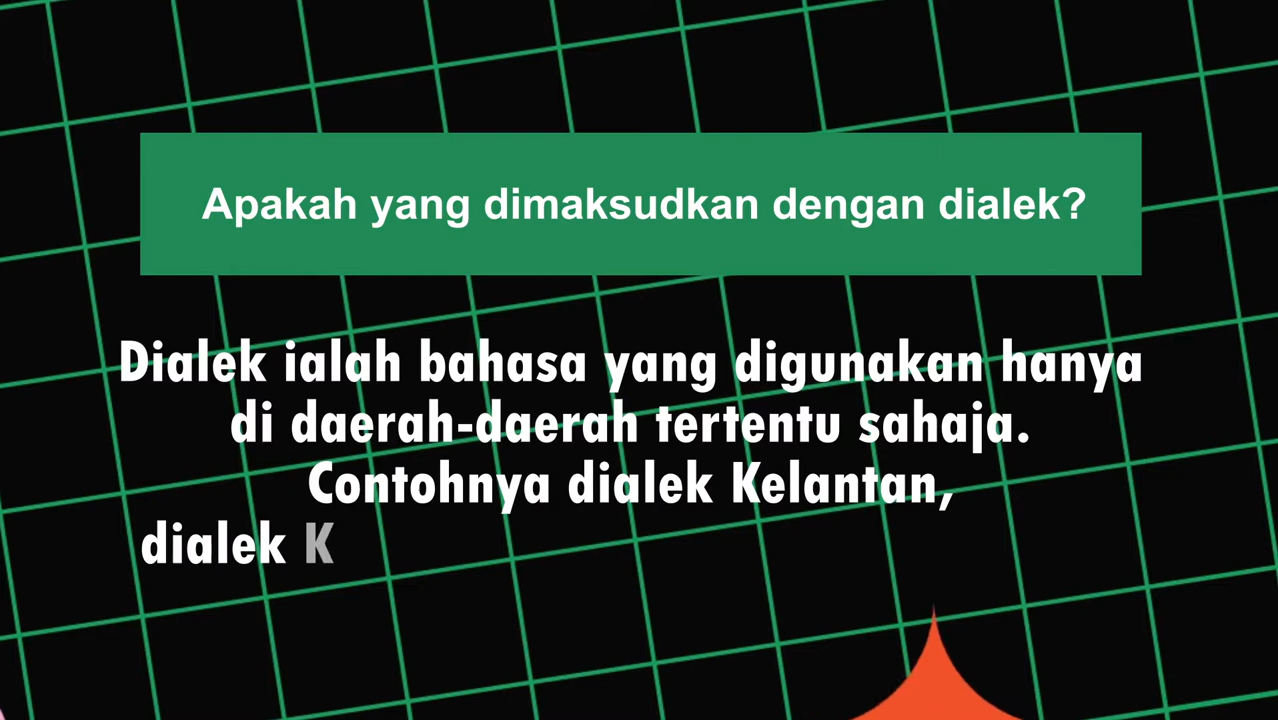 Apakah yang dimaksudkan dengan dialek?
Dialek ialah bahasa yang digunakan hanya
di daerah-daerah tertentu sahaja.
Contohnya dialek Kelantan,
dialek K